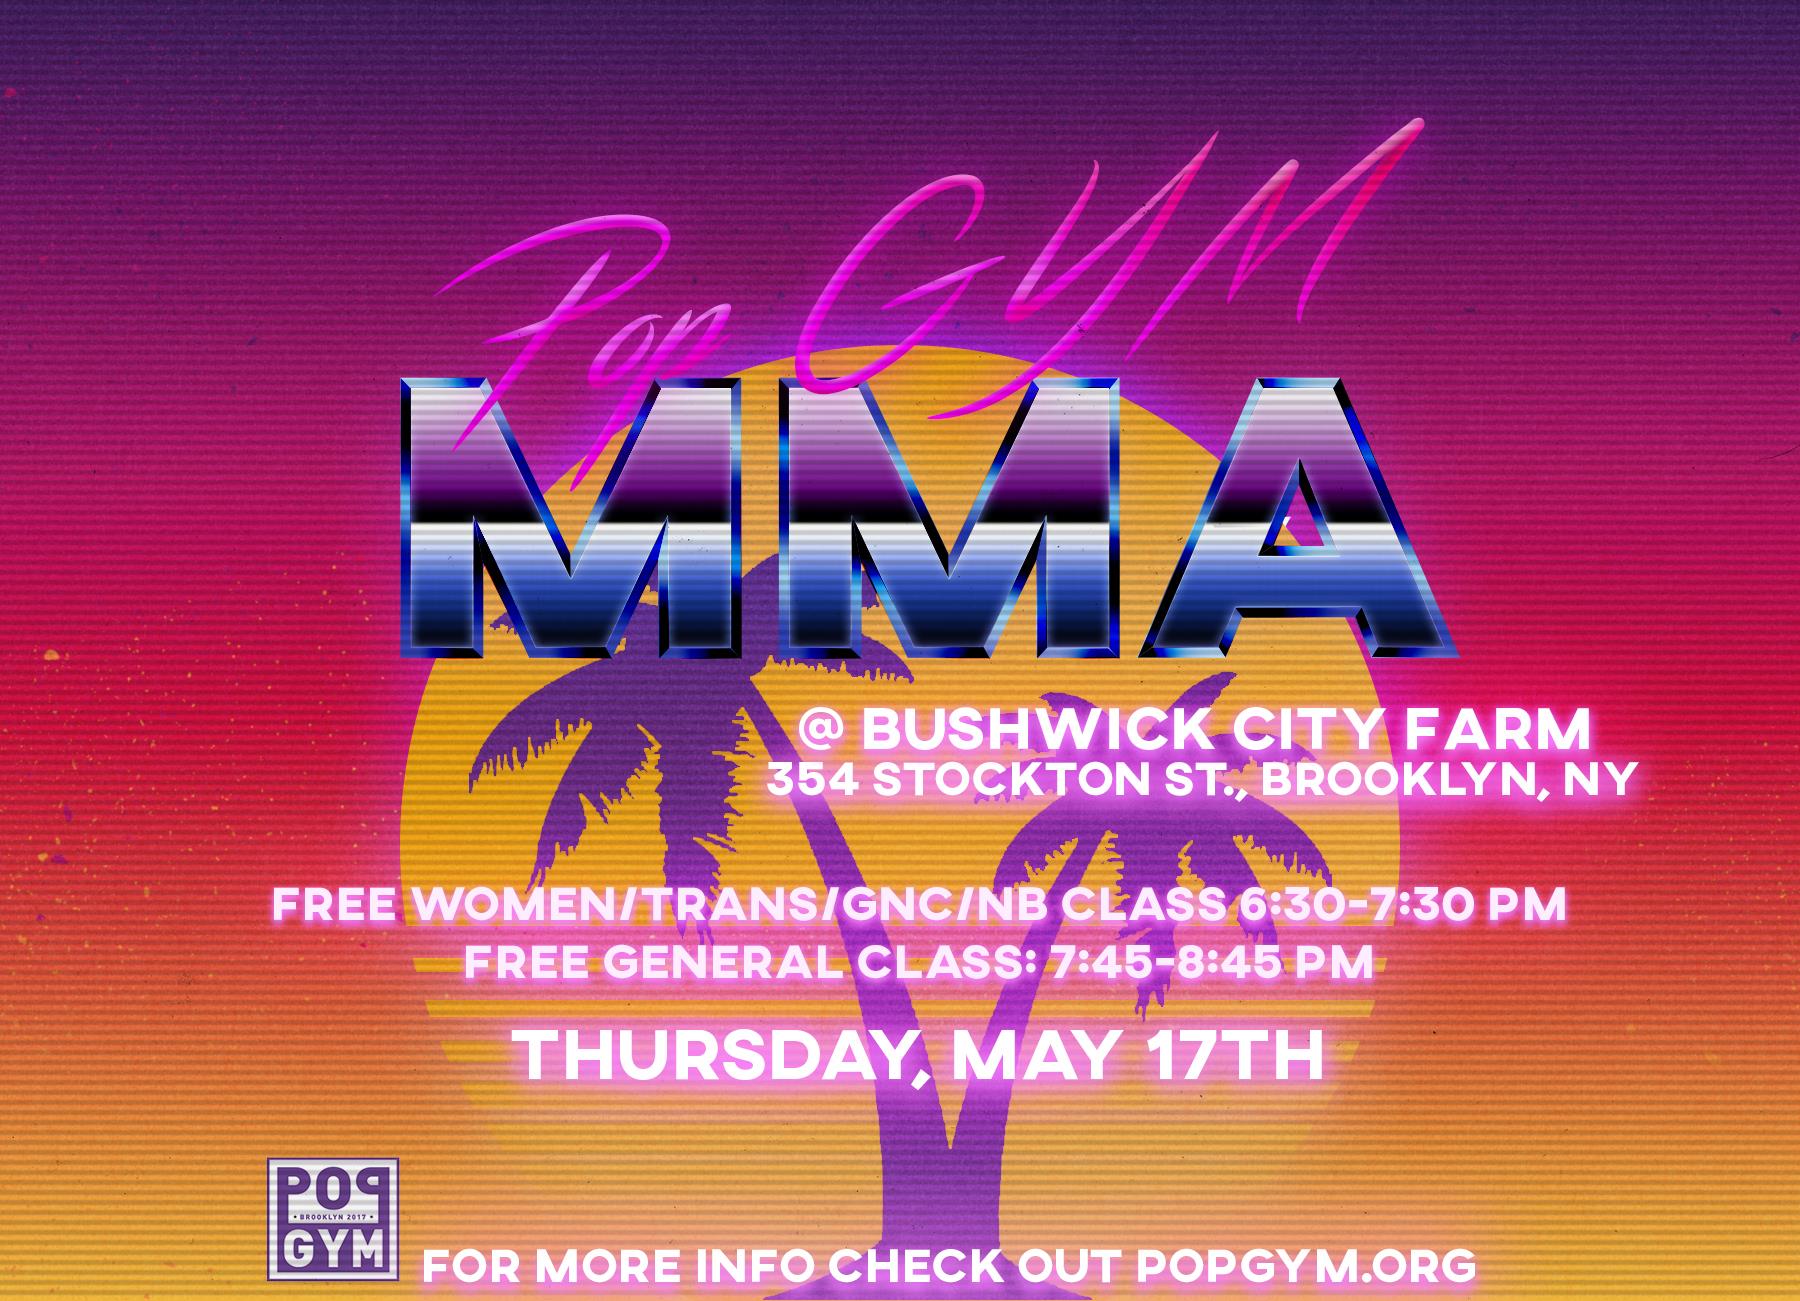 Pop GYM
MMA
@ BUSHWICK CITY FARM
354 STOCKTON ST., BROOKLYN, NY
FREE WOMEN/TRANS/GNC/NB CLASS 6:30-7:30 PM
FREE GENERAL CLASS: 7:45-8:45 PM
THURSDAY, MAY 17TH
POP
• BROOKLYN 2017 •
GYM
FOR MORE INFO CHECK OUT POPGYM.ORG